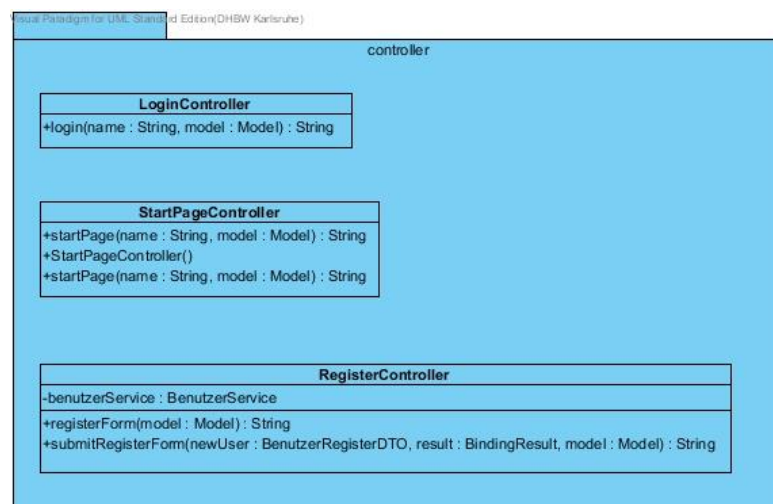 Visual Paradigm for UML Standard Edition(DHBW Karlsruhe)
controller
LoginController
+login(name : String, model : Model) : String
StartPageController
+startPage(name : String, model : Model) : String
+StartPageController()
+startPage(name : String, model : Model) : String
RegisterController
-benutzerService : BenutzerService
+registerForm(model : Model) : String
+submitRegisterForm(newUser : BenutzerRegisterDTO, result : BindingResult, model : Model) : String